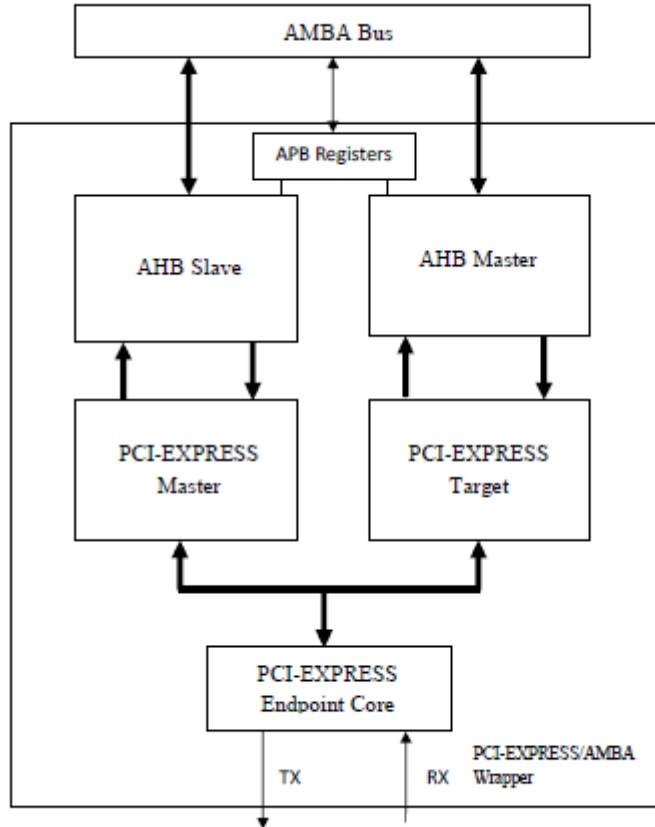 AMBA Bus
APB Registers
AHB Slave
AHB Master
PCI-EXPRESS
Master
PCI-EXPRESS
Target
PCI-EXPRESS
Endpoint Core
TX
RX
PCI-EXPRESS/AMBA
Wrapper